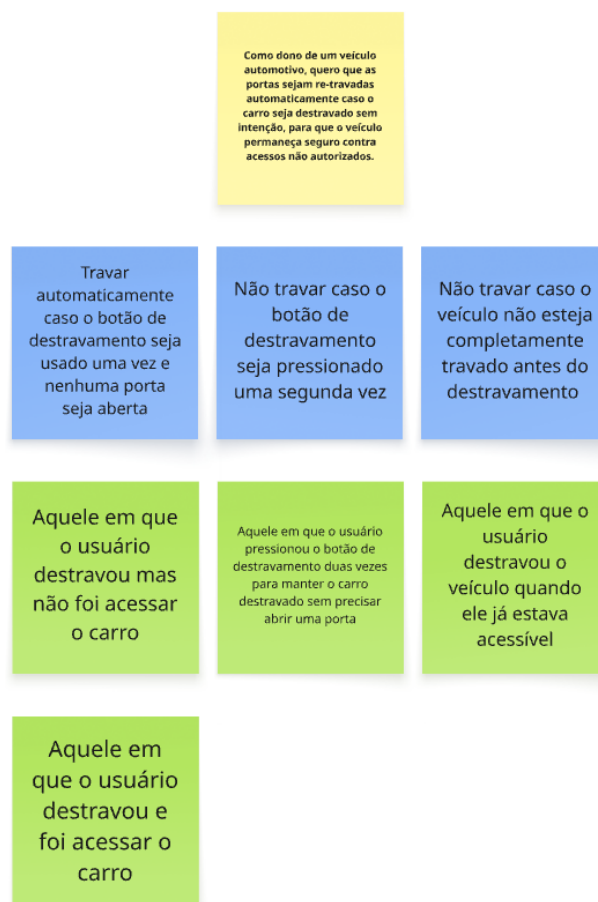 Como dono de um veículo
automotivo, quero que as
portas sejam re-travadas
automaticamente caso o
carro seja destravado sem
intenção, para que o veículo
permaneça seguro contra
acessos não autorizados.
Travar
automaticamente
caso o botão de
destravamento seja
usado uma vez e
nenhuma porta
seja aberta
Não travar caso o
botão de
destravamento
seja pressionado
uma segunda vez
Não travar caso o
veículo não esteja
completamente
travado antes do
destravamento
Aquele em que
o usuário
destravou mas
não foi acessar
o carro
Aquele em que o usuário
pressionou o botão de
destravamento duas vezes
para manter o carro
destravado sem precisar
abrir uma porta
Aquele em que o
usuário
destravou o
veículo quando
ele já estava
acessível
Aquele em
que o usuário
destravou e
foi acessar o
carro